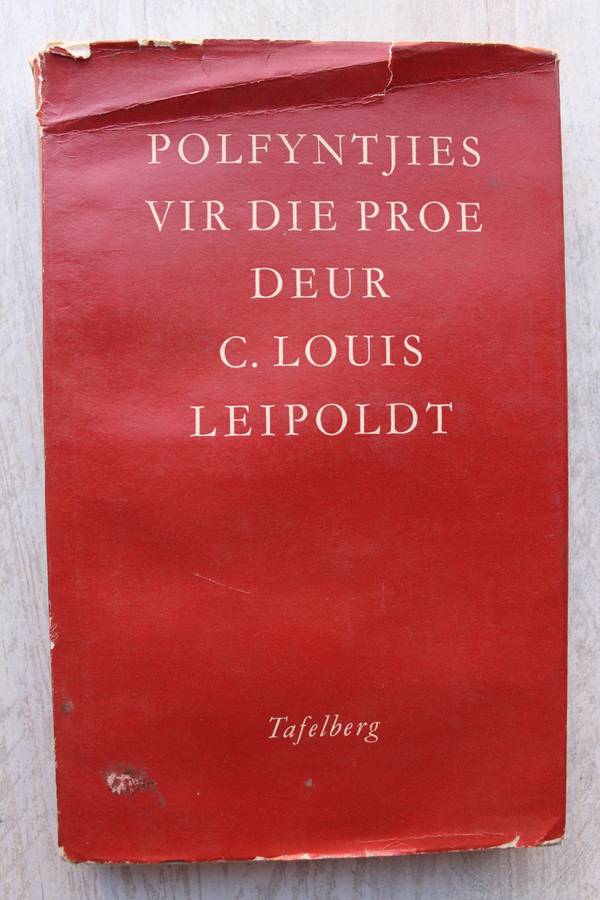 POLFYNTJIES
VIR DIE PROE
DEUR
C. LOUIS
LEIPOLDT
Tafelberg